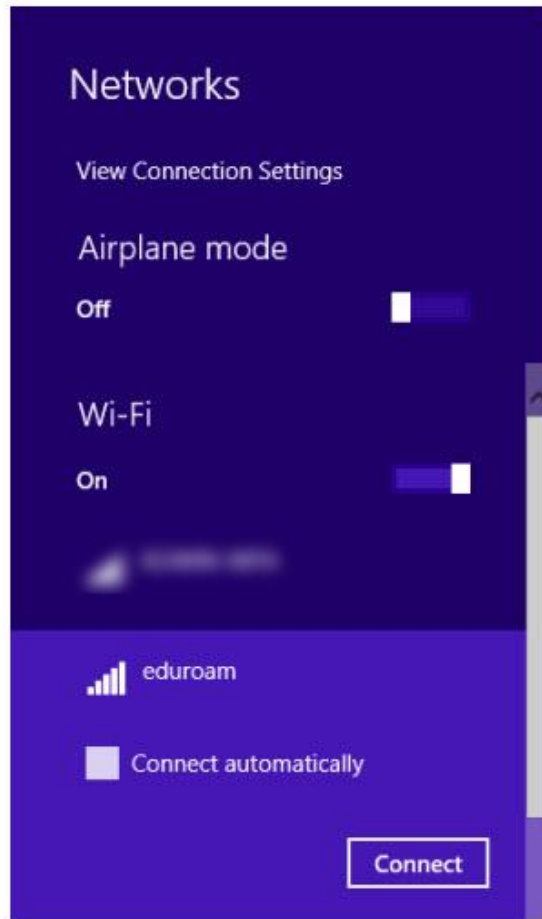 Networks
View Connection Settings
Airplane mode
Off
Wi-Fi
On
eduroam
Connect automatically
Connect